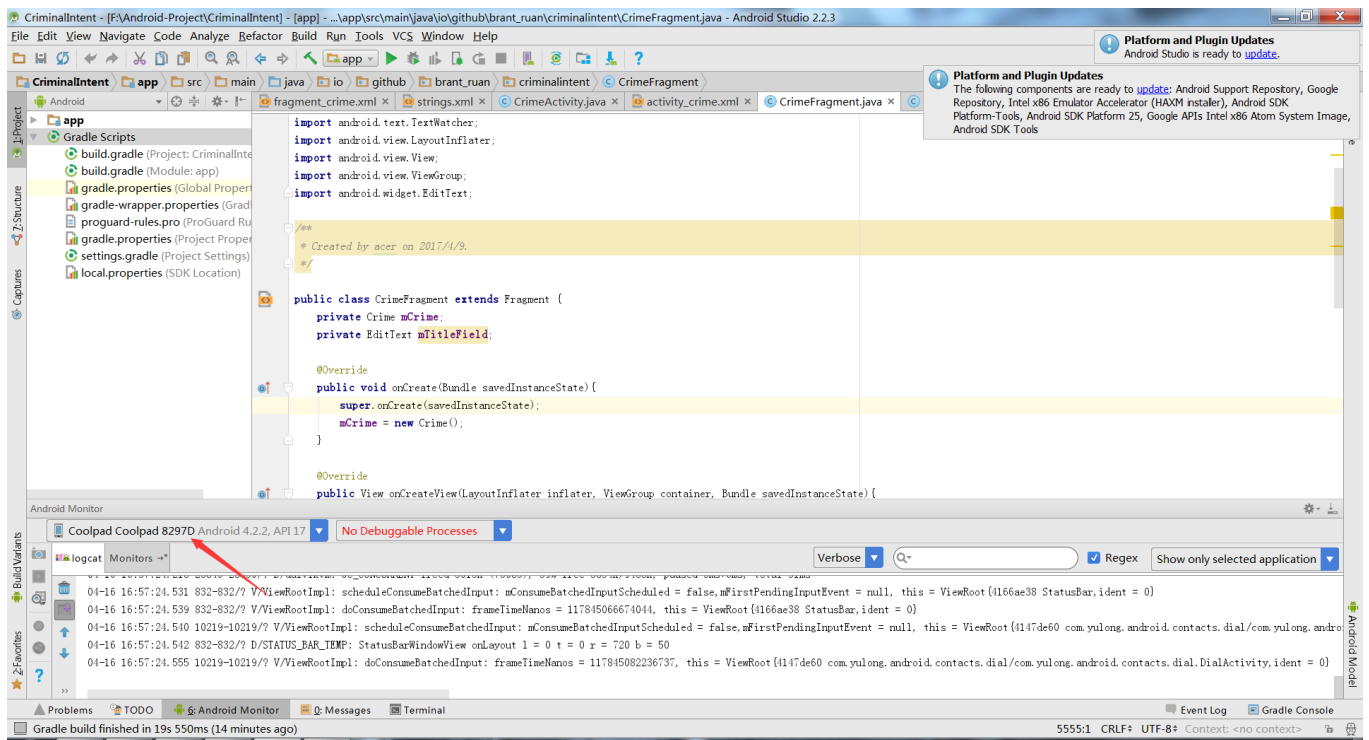 CriminalIntent - [F:\Android-Project\CriminalIntent] - [app] - ...\app\src\main\java\io\github\brant_ruan\criminalintent\CrimeFragment.java - Android Studio 2.2.3
File Edit View Navigate Code Analyze Refactor Build Run Tools VCS Window Help
Platform and Plugin Updates
Android Studio is ready to update.
app
CriminalIntent app src main java io github brant_ruan criminalintent CrimeFragment
Platform and Plugin Updates
The following components are ready to update: Android Support Repository, Google
Repository, Intel x86 Emulator Accelerator (HAXM installer), Android SDK
Platform-Tools, Android SDK Platform 25, Google APIs Intel x86 Atom System Image,
Android SDK Tools
Android
fragment_crime.xml strings.xml CrimeActivity.java activity_crime.xml CrimeFragment.java
1: Project
Z: Structure
Captures
Build Variants
2: Favorites
app
Gradle Scripts
build.gradle (Project: CriminalInte
build.gradle (Module: app)
gradle.properties (Global Propert
gradle-wrapper.properties (Gradl
proguard-rules.pro (ProGuard Ru
gradle.properties (Project Proper
settings.gradle (Project Settings)
local.properties (SDK Location)
import android.text.TextWatcher;
import android.view.LayoutInflater;
import android.view.View;
import android.view.ViewGroup;
import android.widget.EditText;
/**
* Created by acer on 2017/4/9.
*/
public class CrimeFragment extends Fragment {
private Crime mCrime;
private EditText mTitleField;
@Override
public void onCreate(Bundle savedInstanceState){
super.onCreate(savedInstanceState);
mCrime = new Crime();
}
@Override
public View onCreateView(LayoutInflater inflater, ViewGroup container, Bundle savedInstanceState){
Android Monitor
Coolpad Coolpad 8297D Android 4.2.2, API 17 No Debuggable Processes
logcat Monitors Verbose Regex Show only selected application
04-16 16:57:24.531 832-832/? V/ViewRootImpl: scheduleConsumeBatchedInput: mConsumeBatchedInputScheduled = false,mFirstPendingInputEvent = null, this = ViewRoot{4166ae38 StatusBar,ident = 0}
04-16 16:57:24.539 832-832/? V/ViewRootImpl: doConsumeBatchedInput: frameTimeNanos = 117845066674044, this = ViewRoot{4166ae38 StatusBar,ident = 0}
04-16 16:57:24.540 10219-10219/? V/ViewRootImpl: scheduleConsumeBatchedInput: mConsumeBatchedInputScheduled = false,mFirstPendingInputEvent = null, this = ViewRoot{4147de60 com.yulong.android.contacts.dial/com.yulong.andro
04-16 16:57:24.542 832-832/? D/STATUS_BAR_TEMP: StatusBarWindowView onLayout l = 0 t = 0 r = 720 b = 50
04-16 16:57:24.555 10219-10219/? V/ViewRootImpl: doConsumeBatchedInput: frameTimeNanos = 117845082236737, this = ViewRoot{4147de60 com.yulong.android.contacts.dial/com.yulong.android.contacts.dial.DialActivity,ident = 0}
Android Model
Problems TODO 6: Android Monitor 0: Messages Terminal Event Log Gradle Console
Gradle build finished in 19s 550ms (14 minutes ago) 5555:1 CRLF UTF-8 Context: <no context>